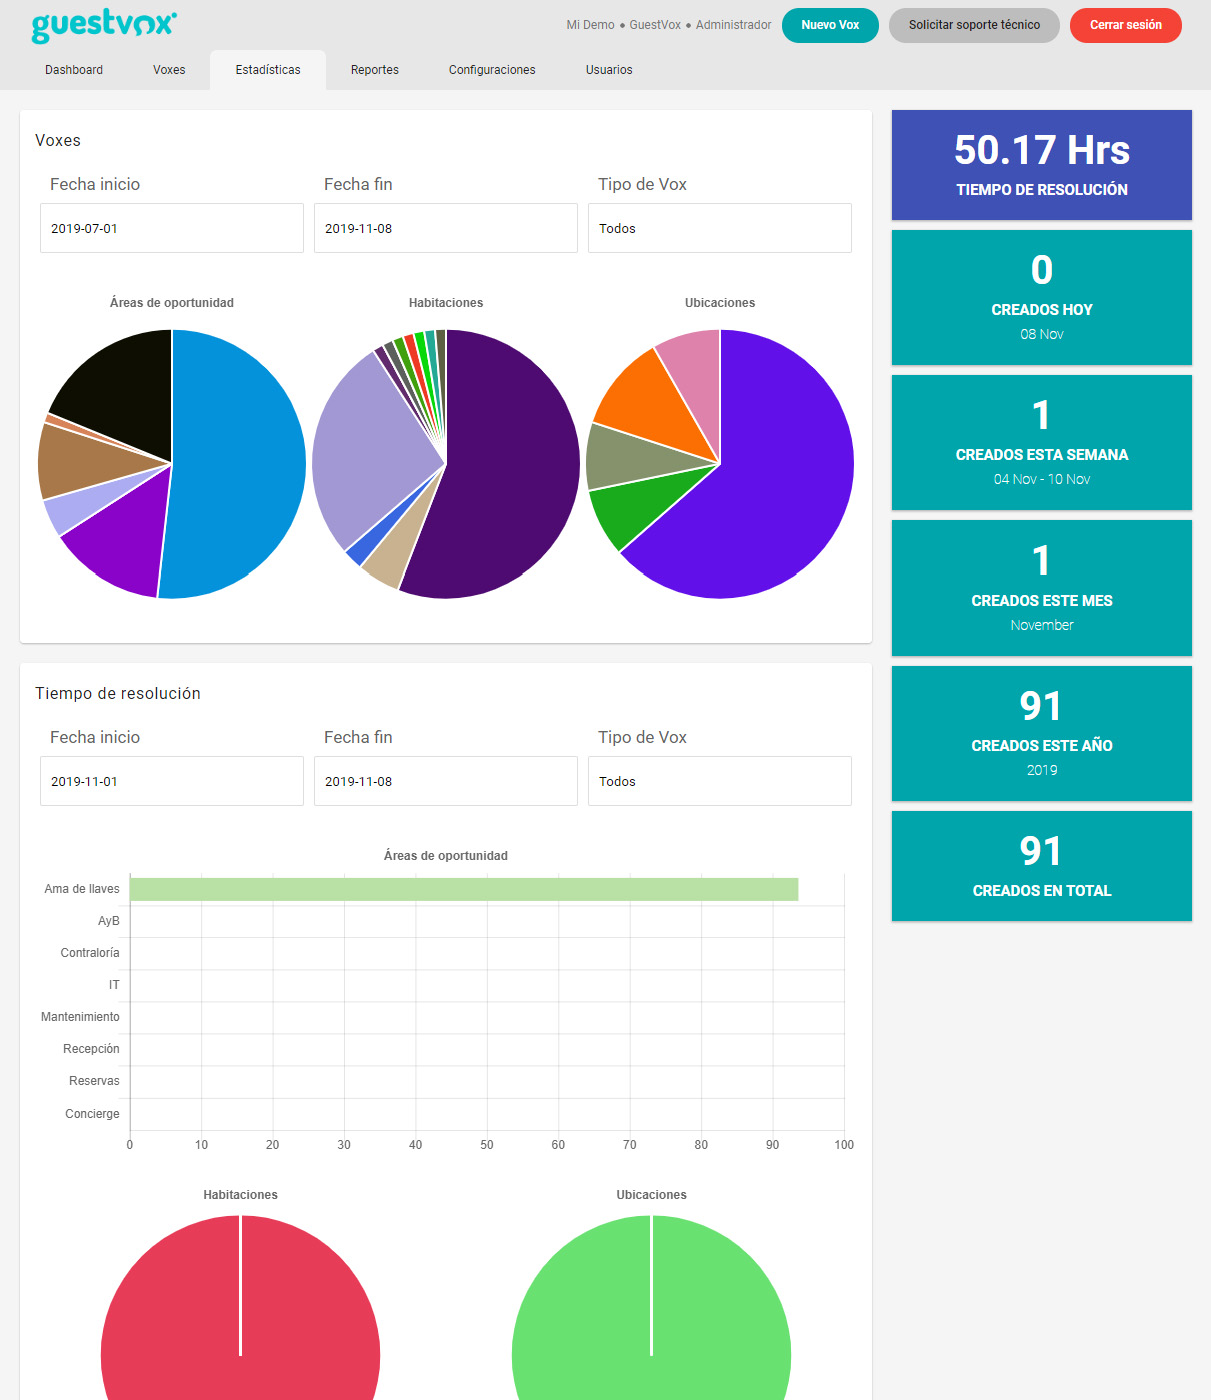 guestvox
Mi Demo • GuestVox • Administrador
Nuevo Vox
Solicitar soporte técnico
Cerrar sesión
Dashboard
Voxes
Estadísticas
Reportes
Configuraciones
Usuarios
Voxes
Fecha inicio
Fecha fin
Tipo de Vox
2019-07-01
2019-11-08
Todos
Áreas de oportunidad
Habitaciones
Ubicaciones
Tiempo de resolución
Fecha inicio
Fecha fin
Tipo de Vox
2019-11-01
2019-11-08
Todos
Áreas de oportunidad
Ama de llaves
AyB
Contraloría
IT
Mantenimiento
Recepción
Reservas
Concierge
0 10 20 30 40 50 60 70 80 90 100
Habitaciones
Ubicaciones
50.17 Hrs
TIEMPO DE RESOLUCIÓN
0
CREADOS HOY
08 Nov
1
CREADOS ESTA SEMANA
04 Nov - 10 Nov
1
CREADOS ESTE MES
November
91
CREADOS ESTE AÑO
2019
91
CREADOS EN TOTAL